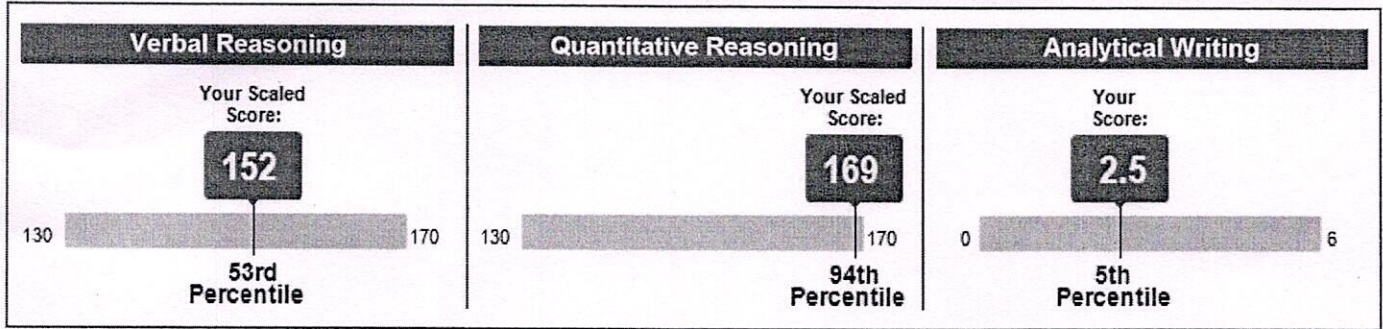 Verbal Reasoning
Your Scaled
Score:
152
130
170
53rd
Percentile
Quantitative Reasoning
Your Scaled
Score:
169
130
170
94th
Percentile
Analytical Writing
Your
Score:
2.5
0
6
5th
Percentile